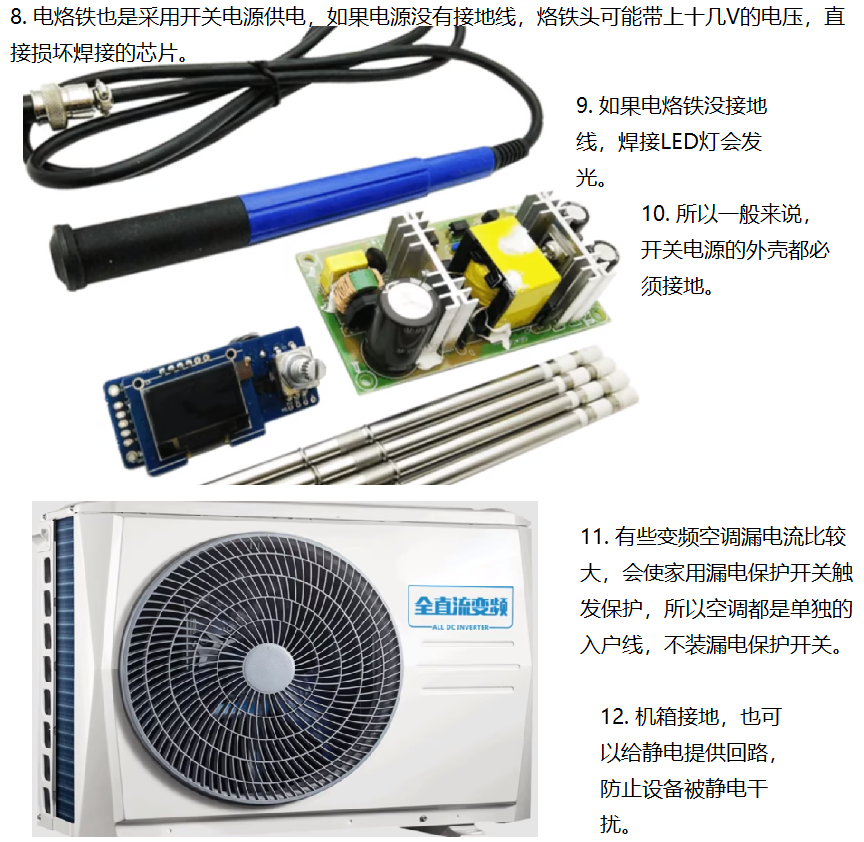 8. 电烙铁也是采用开关电源供电，如果电源没有接地线，烙铁头可能带上十几V的电压，直
接损坏焊接的芯片。
9. 如果电烙铁没接地
线，焊接LED灯会发
光。
10. 所以一般来说，
开关电源的外壳都必
须接地。
全直流变频
ALL DC INVERTER
11. 有些变频空调漏电流比较
大，会使家用漏电保护开关触
发保护，所以空调都是单独的
入户线，不装漏电保护开关。
12. 机箱接地，也可
以给静电提供回路，
防止设备被静电干
扰。